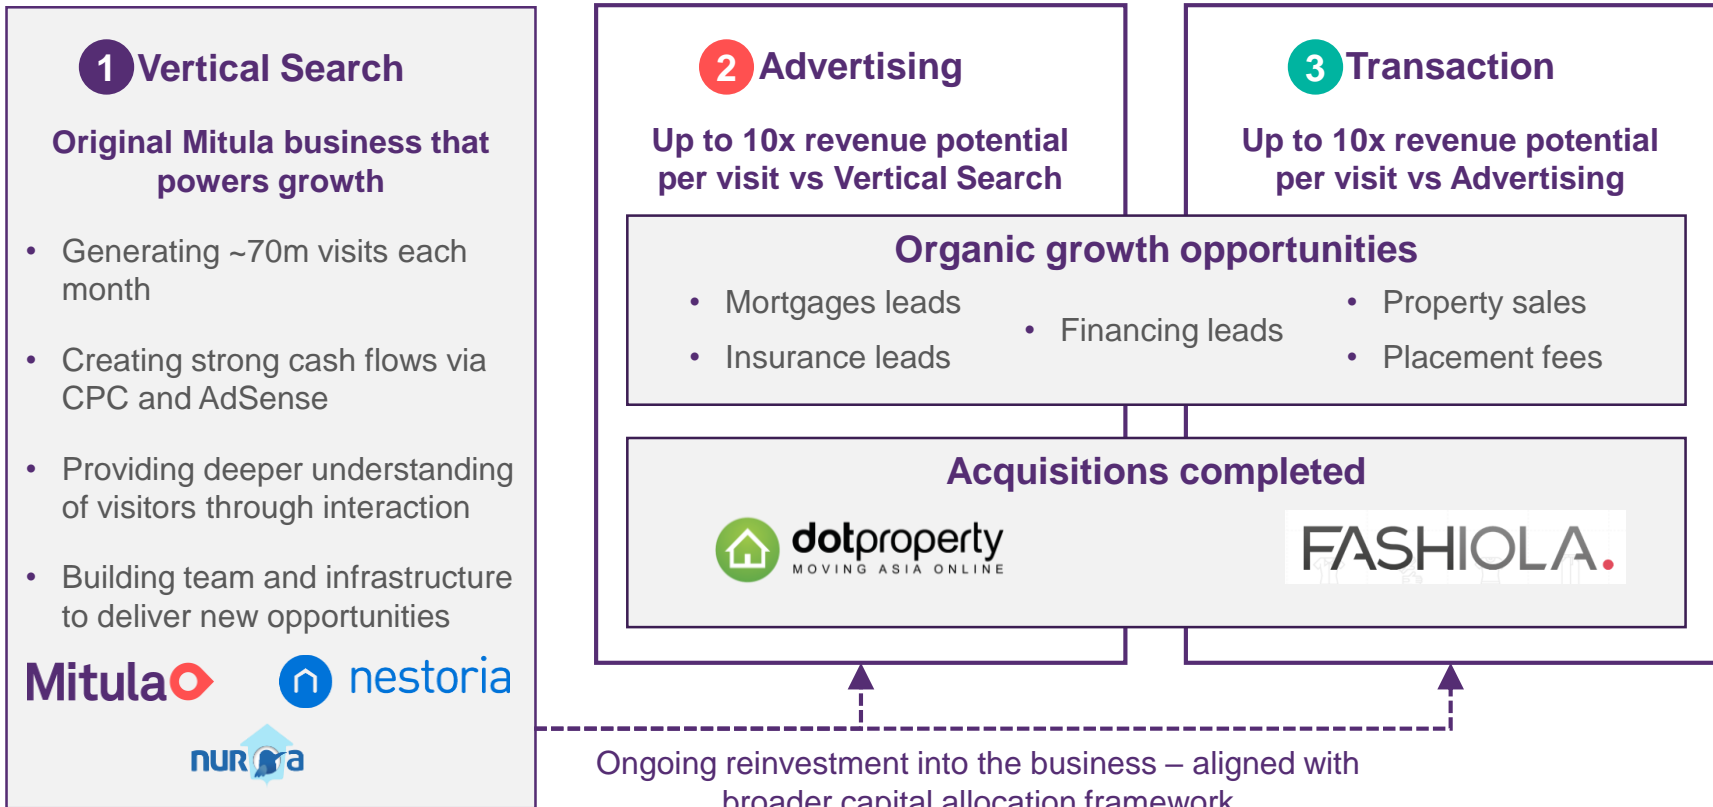 1 Vertical Search
Original Mitula business that
powers growth
• Generating ~70m visits each
month
• Creating strong cash flows via
CPC and AdSense
• Providing deeper understanding
of visitors through interaction
• Building team and infrastructure
to deliver new opportunities
Mitula
nestoria
nuroa
2 Advertising
Up to 10x revenue potential
per visit vs Vertical Search
3 Transaction
Up to 10x revenue potential
per visit vs Advertising
Organic growth opportunities
• Mortgages leads
• Insurance leads
• Financing leads
• Property sales
• Placement fees
Acquisitions completed
dotproperty
MOVING ASIA ONLINE
FASHIOLA.
Ongoing reinvestment into the business – aligned with
broader capital allocation framework